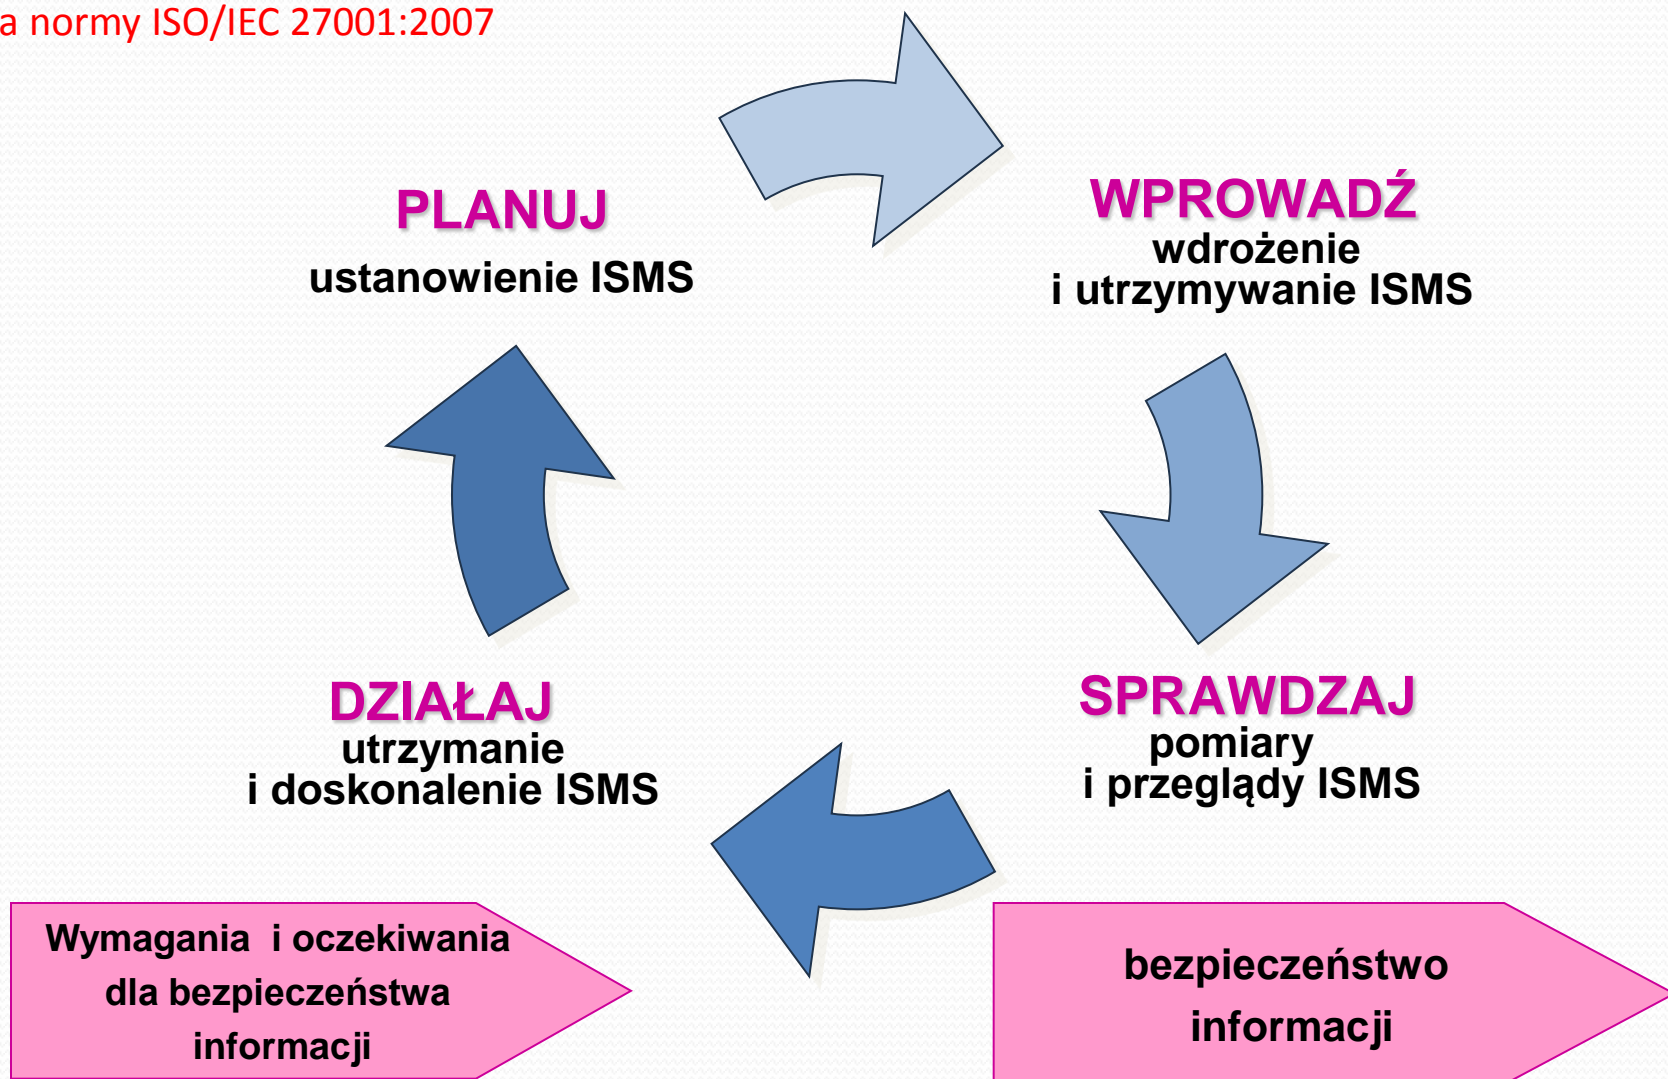 a normy ISO/IEC 27001:2007
PLANUJ
ustanowienie ISMS
WPROWADŹ
wdrożenie
i utrzymywanie ISMS
DZIAŁAJ
utrzymanie
i doskonalenie ISMS
SPRAWDZAJ
pomiary
i przeglądy ISMS
Wymagania i oczekiwania
dla bezpieczeństwa
informacji
bezpieczeństwo
informacji